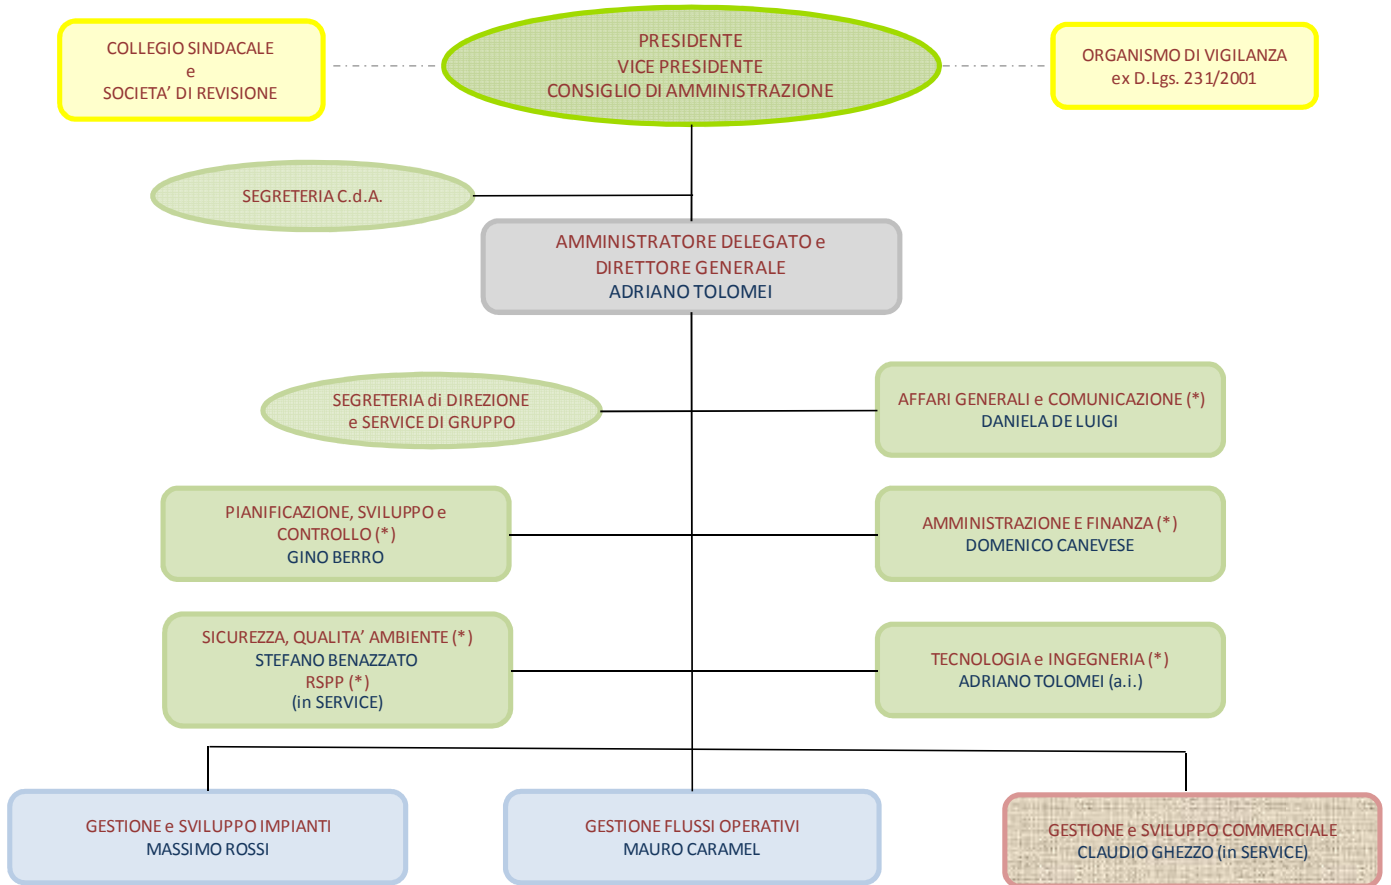 COLLEGIO SINDACALE
e
SOCIETA’ DI REVISIONE
PRESIDENTE
VICE PRESIDENTE
CONSIGLIO DI AMMINISTRAZIONE
ORGANISMO DI VIGILANZA
ex D.Lgs. 231/2001
SEGRETERIA C.d.A.
AMMINISTRATORE DELEGATO e
DIRETTORE GENERALE
ADRIANO TOLOMEI
SEGRETERIA di DIREZIONE
e SERVICE DI GRUPPO
AFFARI GENERALI e COMUNICAZIONE (*)
DANIELA DE LUIGI
PIANIFICAZIONE, SVILUPPO e
CONTROLLO (*)
GINO BERRO
AMMINISTRAZIONE E FINANZA (*)
DOMENICO CANEVESE
SICUREZZA, QUALITA’ AMBIENTE (*)
STEFANO BENAZZATO
RSPP (*)
(in SERVICE)
TECNOLOGIA e INGEGNERIA (*)
ADRIANO TOLOMEI (a.i.)
GESTIONE e SVILUPPO IMPIANTI
MASSIMO ROSSI
GESTIONE FLUSSI OPERATIVI
MAURO CARAMEL
GESTIONE e SVILUPPO COMMERCIALE
CLAUDIO GHEZZO (in SERVICE)